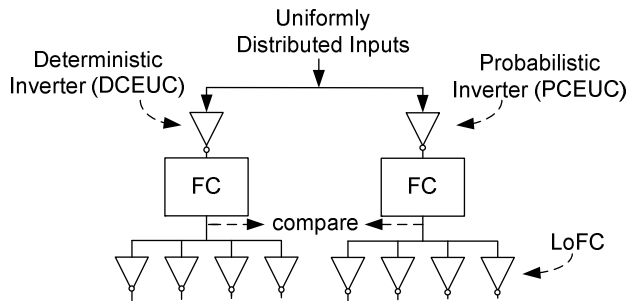 Uniformly
Distributed Inputs
Deterministic
Inverter (DCEUC)
Probabilistic
Inverter (PCEUC)
FC
FC
compare
LoFC